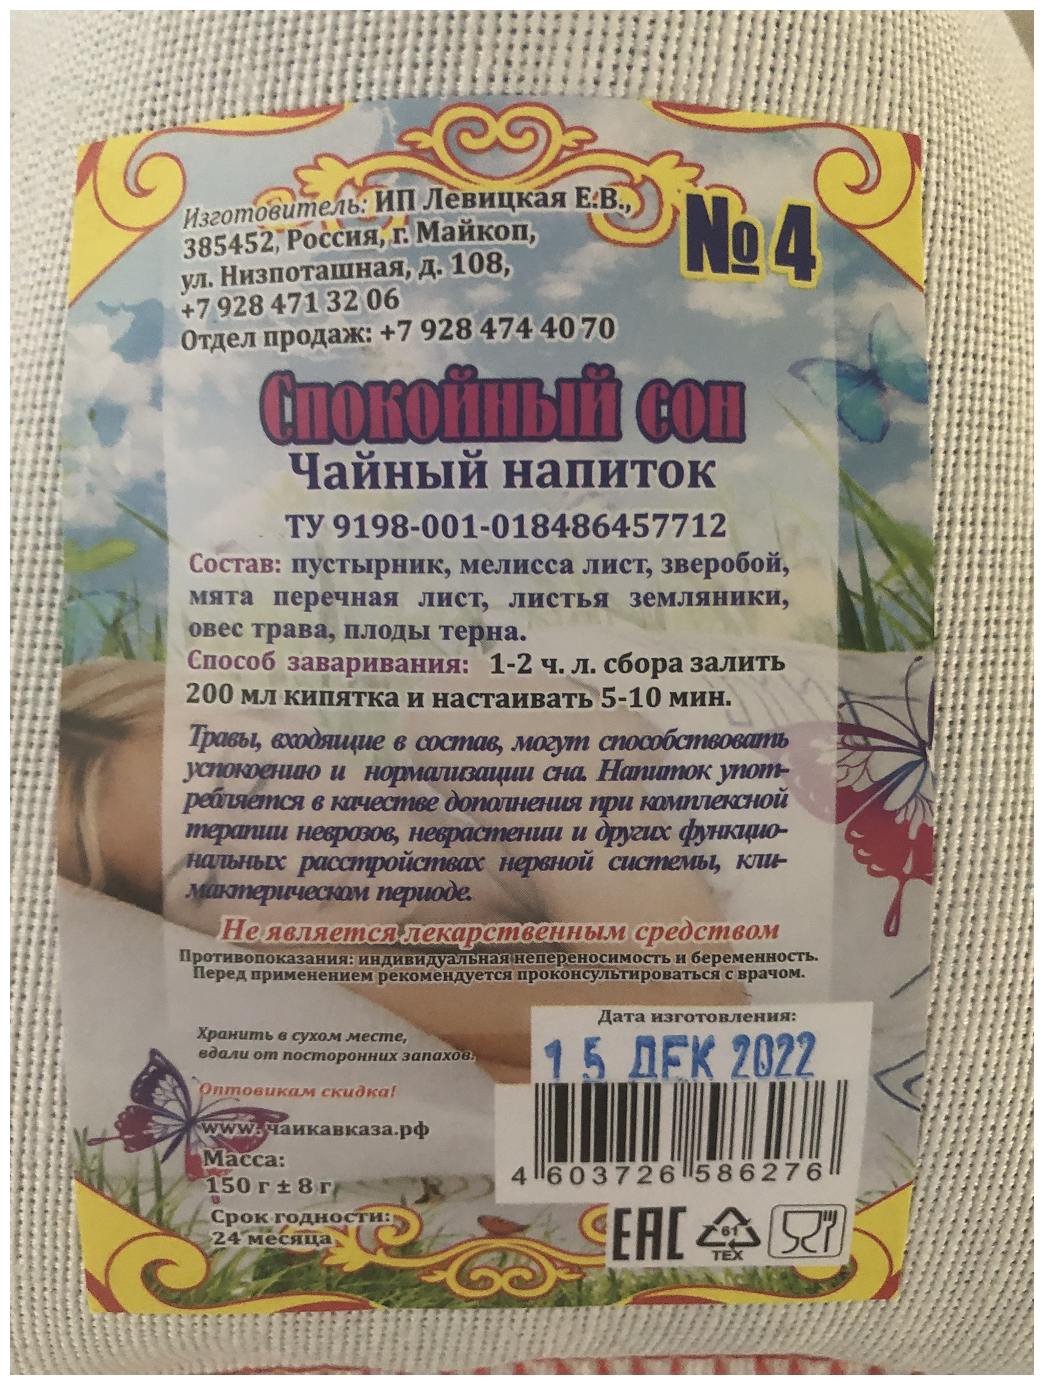 Изготовитель: ИП Левицкая Е.В.,
385452, Россия, г. Майкоп,
ул. Низпоташная, д. 108,
+7 928 471 32 06
Отдел продаж: +7 928 474 40 70
№ 4
Спокойный сон
Чайный напиток
ТУ 9198-001-018486457712
Состав: пустырник, мелисса лист, зверобой,
мята перечная лист, листья земляники,
овес трава, плоды терна.
Способ заваривания: 1-2 ч. л. сбора залить
200 мл кипятка и настаивать 5-10 мин.
Травы, входящие в состав, могут способствовать
успокоению и нормализации сна. Напиток упот-
ребляется в качестве дополнения при комплексной
терапии неврозов, неврастении и других функцио-
нальных расстройствах нервной системы, кли-
мактерическом периоде.
Не является лекарственным средством
Противопоказания: индивидуальная непереносимость и беременность.
Перед применением рекомендуется проконсультироваться с врачом.
Хранить в сухом месте,
вдали от посторонних запахов.
Оптовикам скидка!
www.чаикавказа.рф
Масса:
150 г ± 8 г
Срок годности:
24 месяца
Дата изготовления:
15 ДЕК 2022
4 603726 586276
EAC
61
ТЕХ